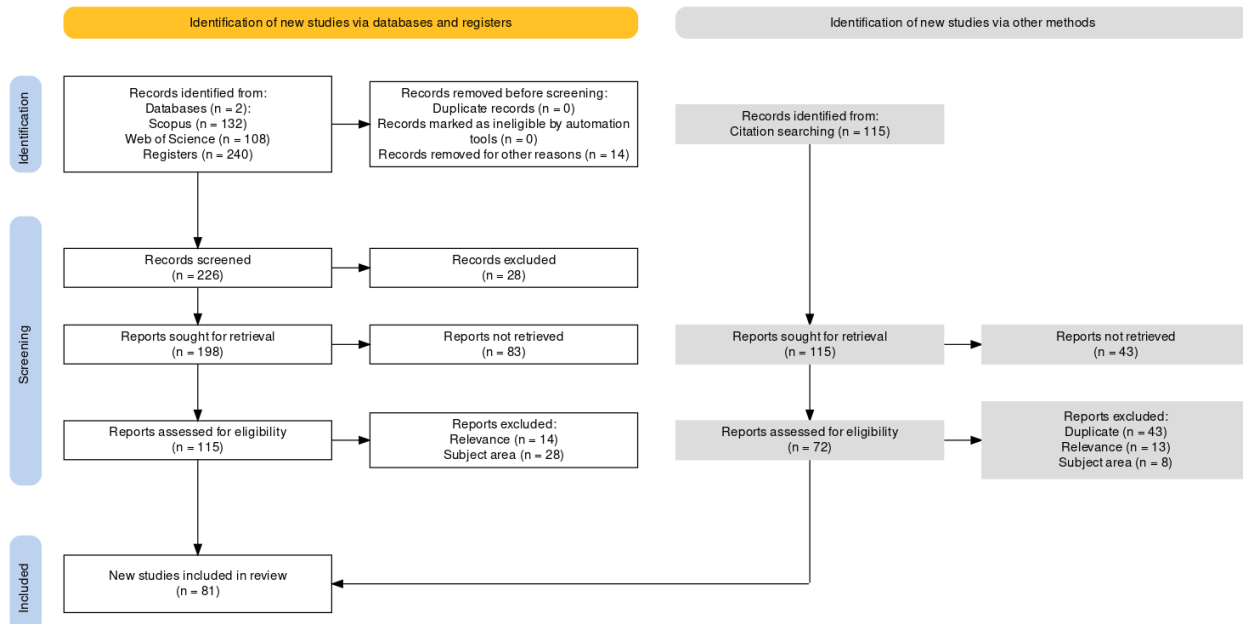 Identification of new studies via databases and registers
Identification of new studies via other methods
Identification
Records identified from:
Databases (n = 2):
Scopus (n = 132)
Web of Science (n = 108)
Registers (n = 240)
Records removed before screening:
Duplicate records (n = 0)
Records marked as ineligible by automation
tools (n = 0)
Records removed for other reasons (n = 14)
Records identified from:
Citation searching (n = 115)
Screening
Records screened
(n = 226)
Records excluded
(n = 28)
Reports sought for retrieval
(n = 198)
Reports not retrieved
(n = 83)
Reports sought for retrieval
(n = 115)
Reports not retrieved
(n = 43)
Reports assessed for eligibility
(n = 115)
Reports excluded:
Relevance (n = 14)
Subject area (n = 28)
Reports assessed for eligibility
(n = 72)
Reports excluded:
Duplicate (n = 43)
Relevance (n = 13)
Subject area (n = 8)
Included
New studies included in review
(n = 81)